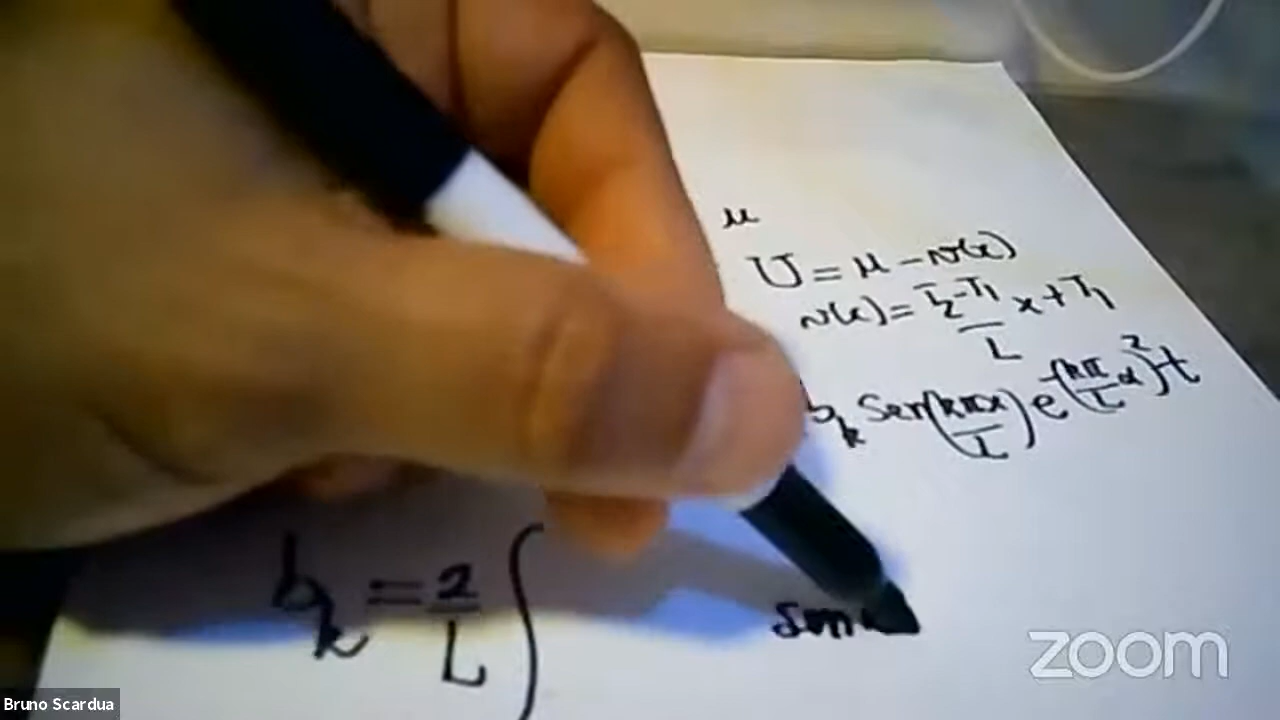 u
U = u - v(x)
v(x) = T2-T1/L x + T1
bk Sen(kπx/L) e^-(kπ/L α)^2 t
bk = 2/L ∫ sen
zoom
Bruno Scardua